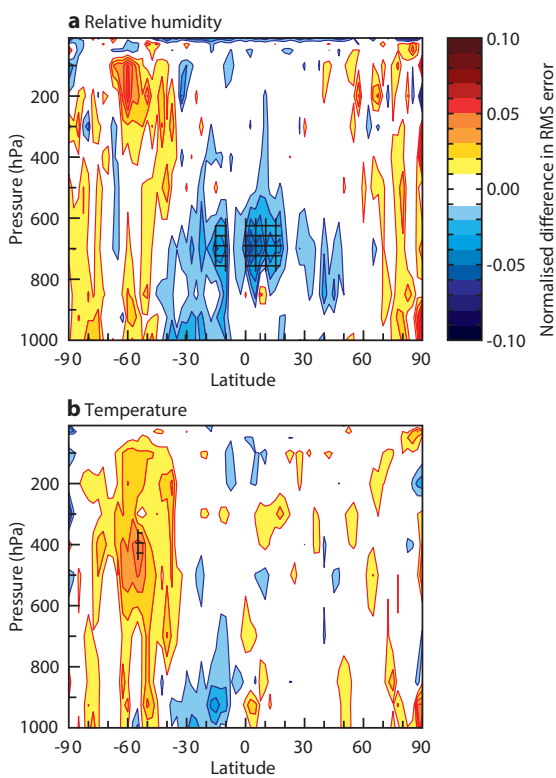 a Relative humidity
Pressure (hPa)
200
400
600
800
1000
-90 -60 -30 0 30 60 90
Latitude
0.10
0.05
0.00
-0.05
-0.10
Normalised difference in RMS error
b Temperature
Pressure (hPa)
200
400
600
800
1000
-90 -60 -30 0 30 60 90
Latitude